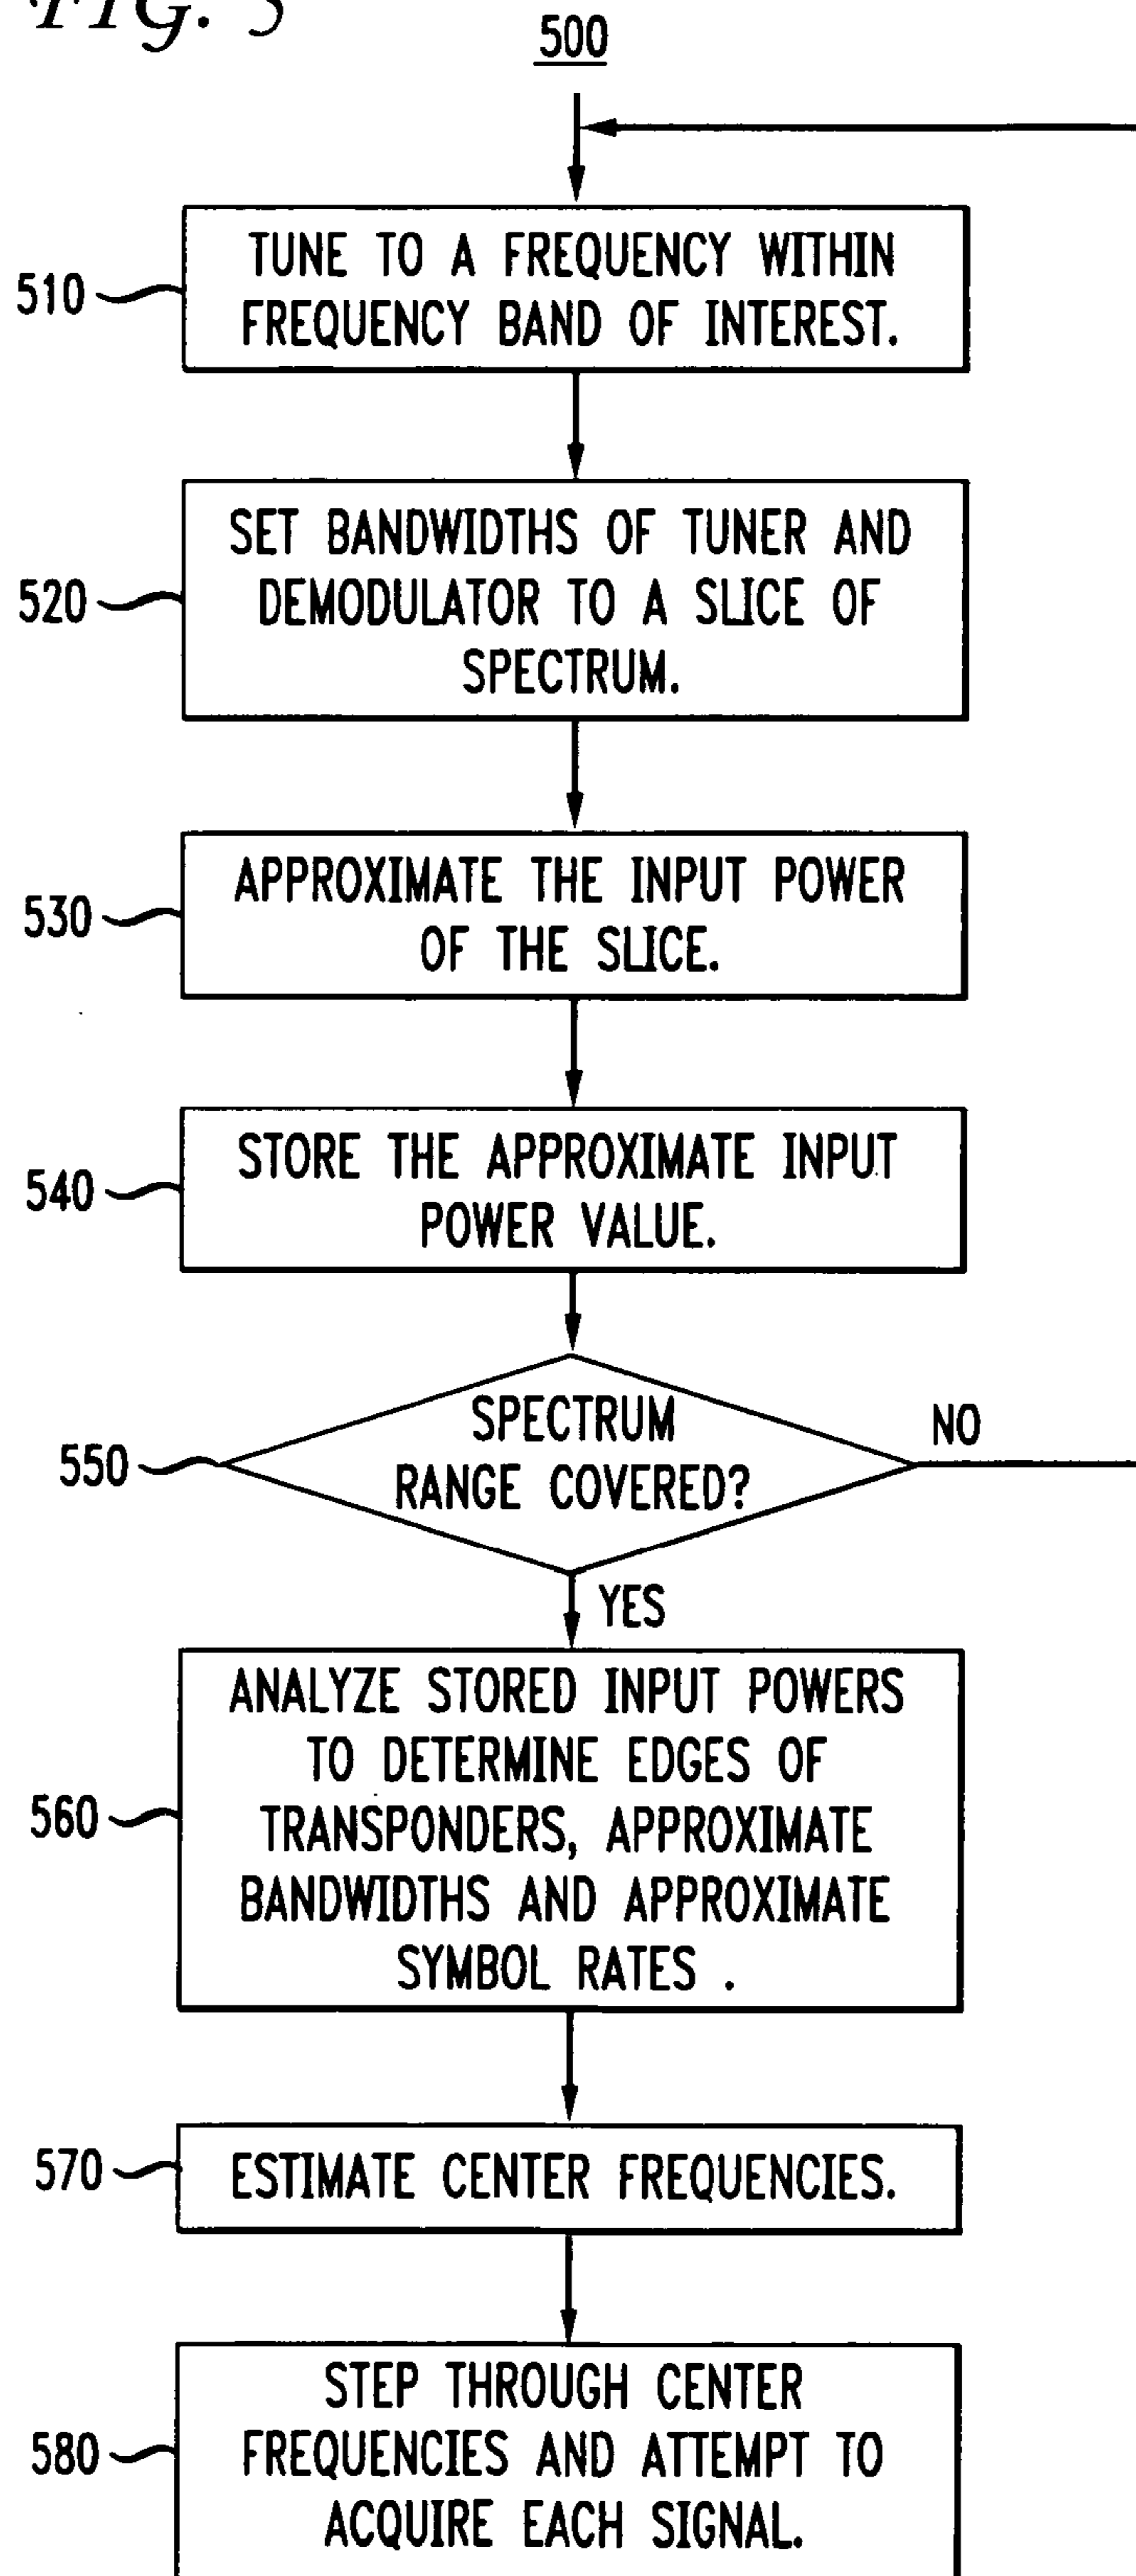 FIG. 5
500
510
TUNE TO A FREQUENCY WITHIN
FREQUENCY BAND OF INTEREST.
520
SET BANDWIDTHS OF TUNER AND
DEMODULATOR TO A SLICE OF
SPECTRUM.
530
APPROXIMATE THE INPUT POWER
OF THE SLICE.
540
STORE THE APPROXIMATE INPUT
POWER VALUE.
550
SPECTRUM
RANGE COVERED?
NO
YES
560
ANALYZE STORED INPUT POWERS
TO DETERMINE EDGES OF
TRANSPONDERS, APPROXIMATE
BANDWIDTHS AND APPROXIMATE
SYMBOL RATES .
570
ESTIMATE CENTER FREQUENCIES.
580
STEP THROUGH CENTER
FREQUENCIES AND ATTEMPT TO
ACQUIRE EACH SIGNAL.